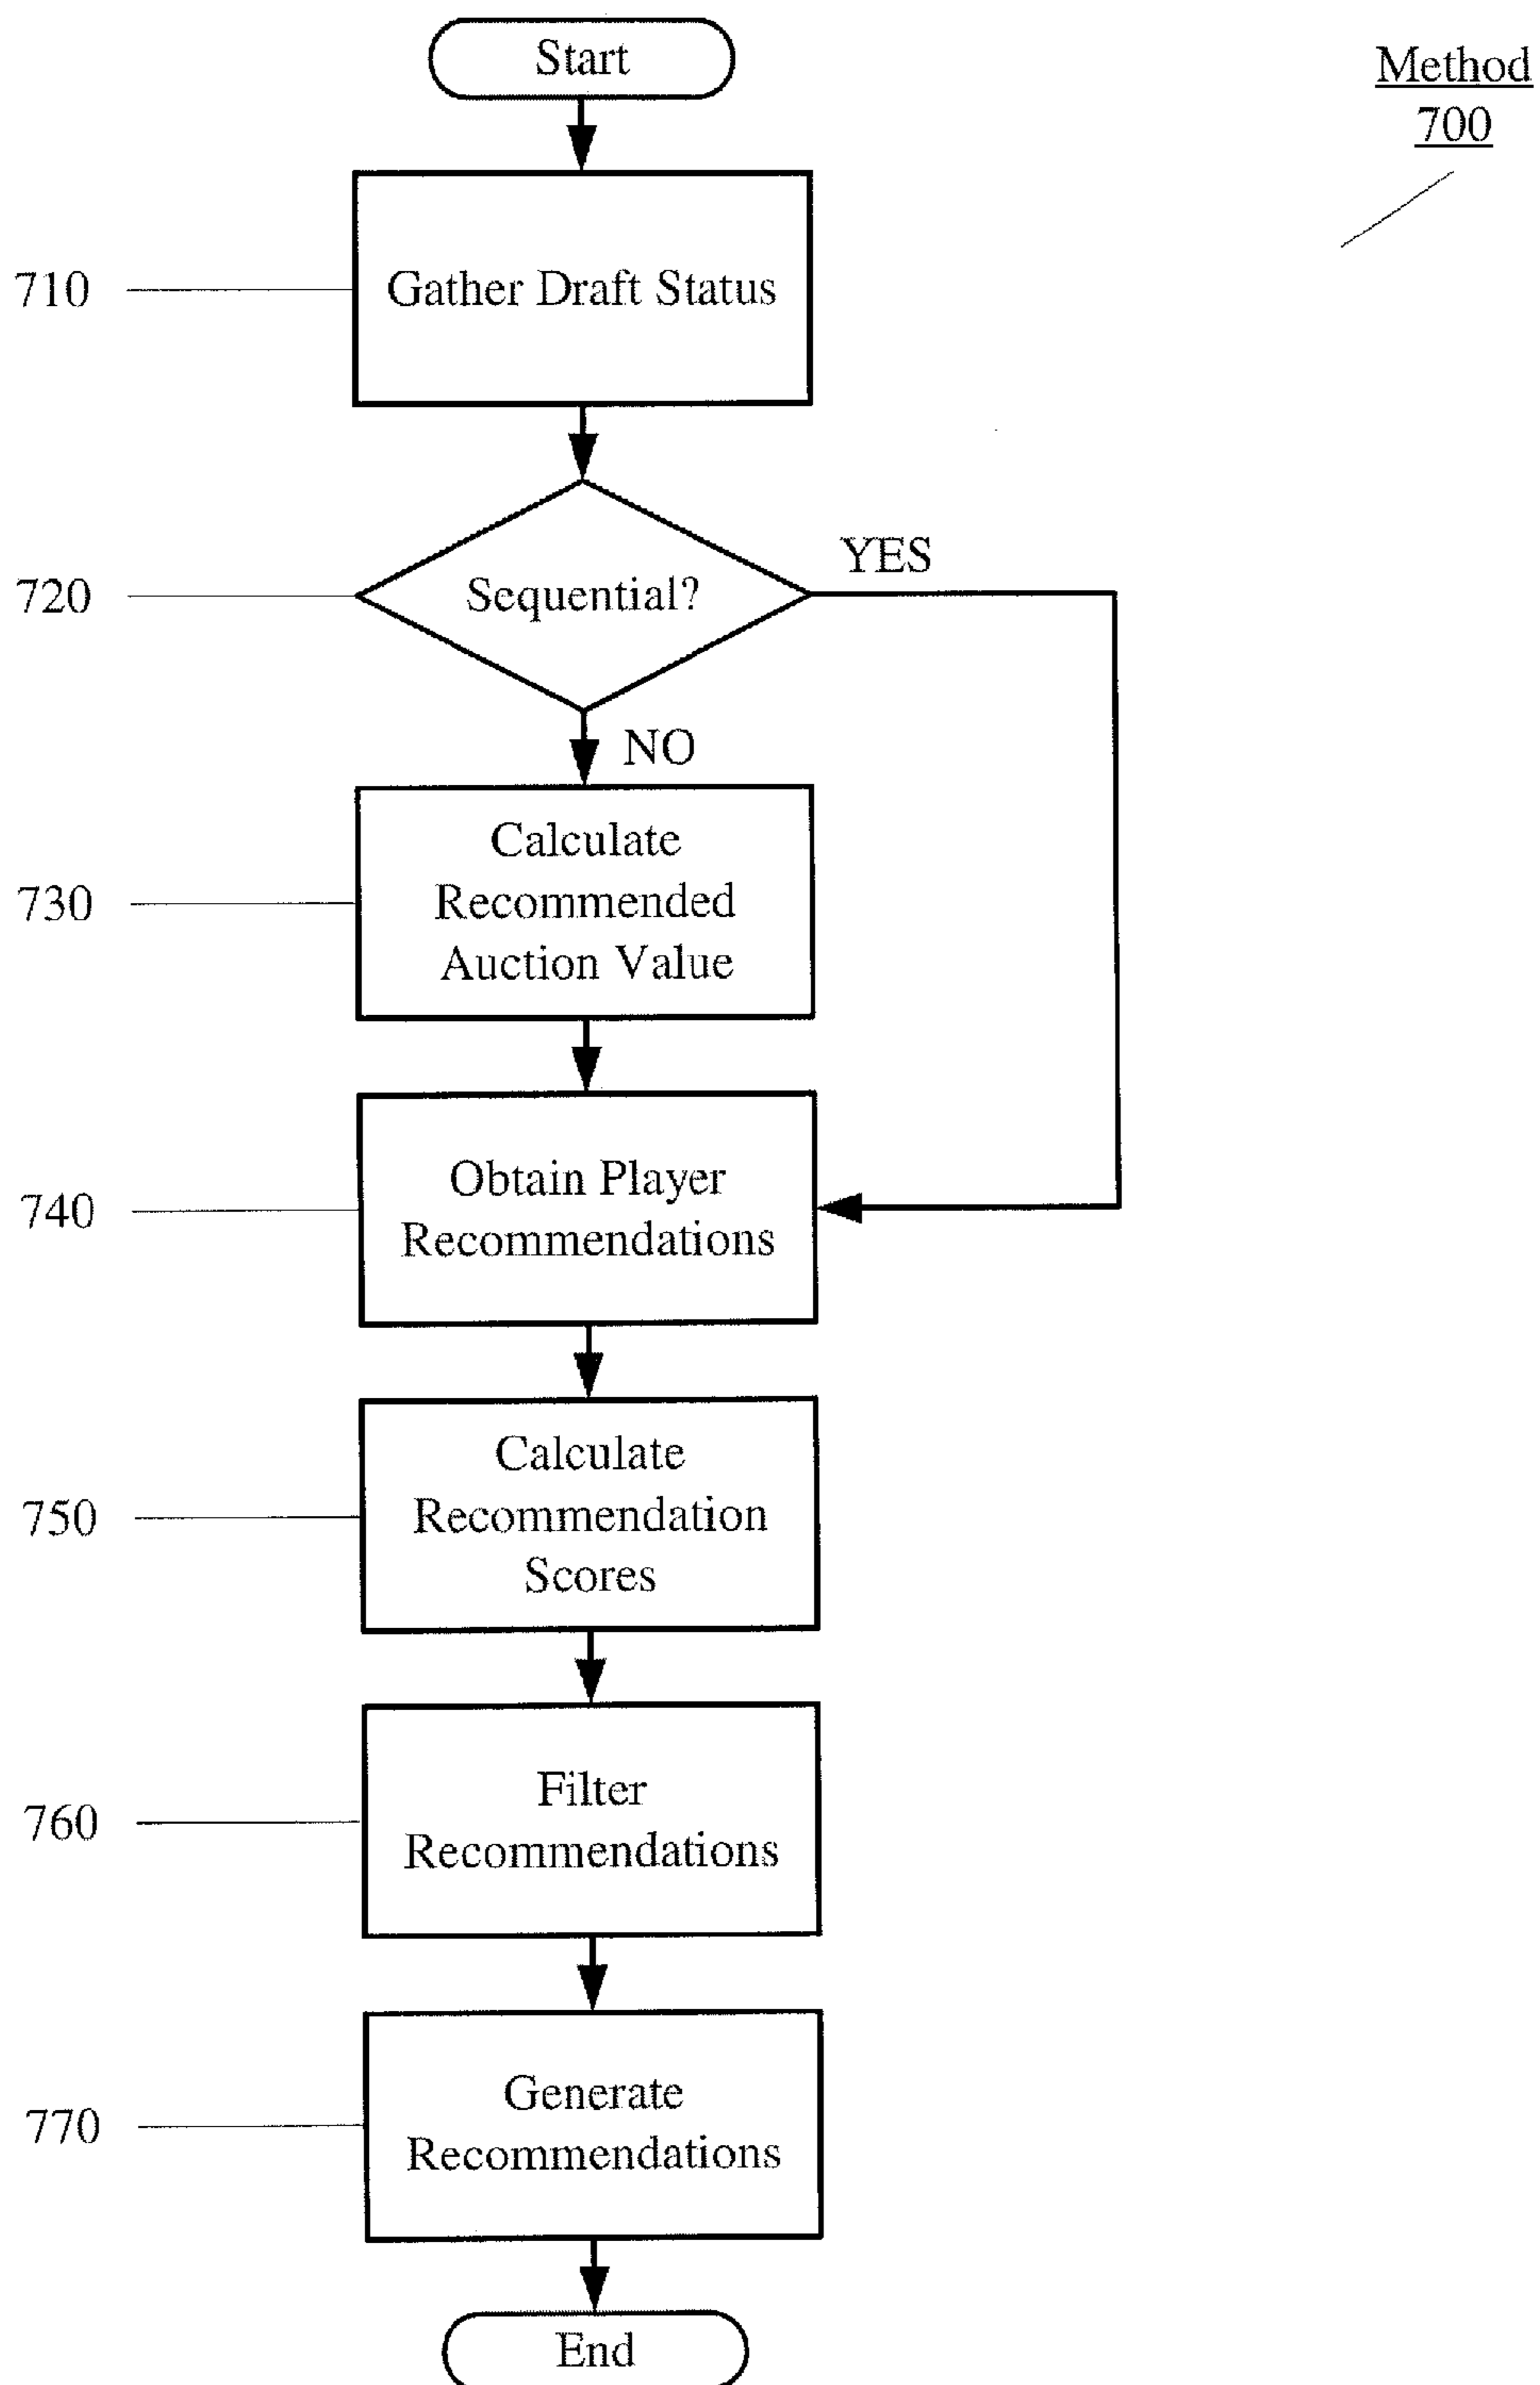 Start
Method
700
710
Gather Draft Status
720
Sequential?
YES
NO
730
Calculate
Recommended
Auction Value
740
Obtain Player
Recommendations
750
Calculate
Recommendation
Scores
760
Filter
Recommendations
770
Generate
Recommendations
End